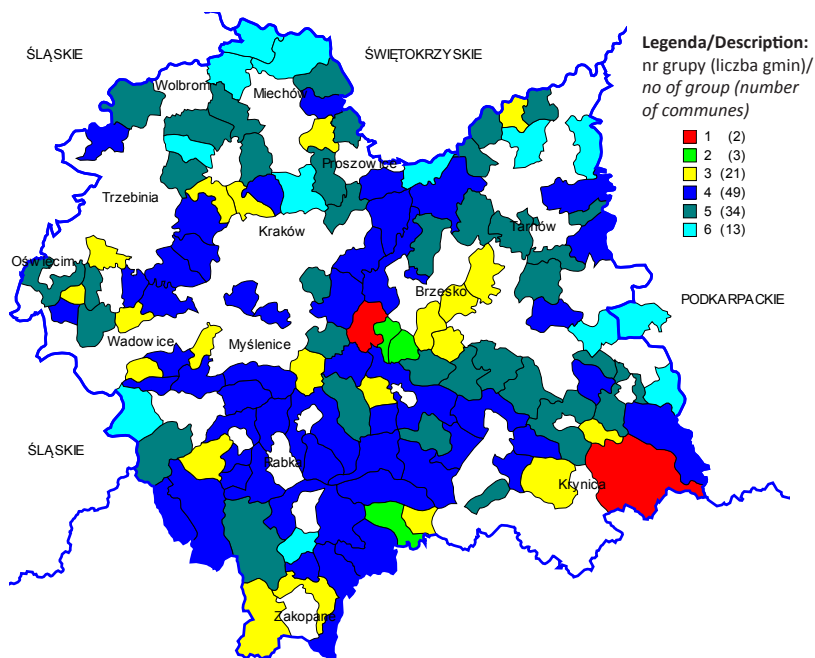 ŚLĄSKIE
ŚWIĘTOKRZYSKIE
Legenda/Description:
nr grupy (liczba gmin)/
no of group (number
of communes)
1 (2)
2 (3)
3 (21)
4 (49)
5 (34)
6 (13)
Wolbrom
Miechów
Proszowice
Trzebinia
Kraków
Tarnów
Oświęcim
Brzesko
PODKARPACKIE
Wadowice
Myślenice
ŚLĄSKIE
Rabka
Krynica
Zakopane